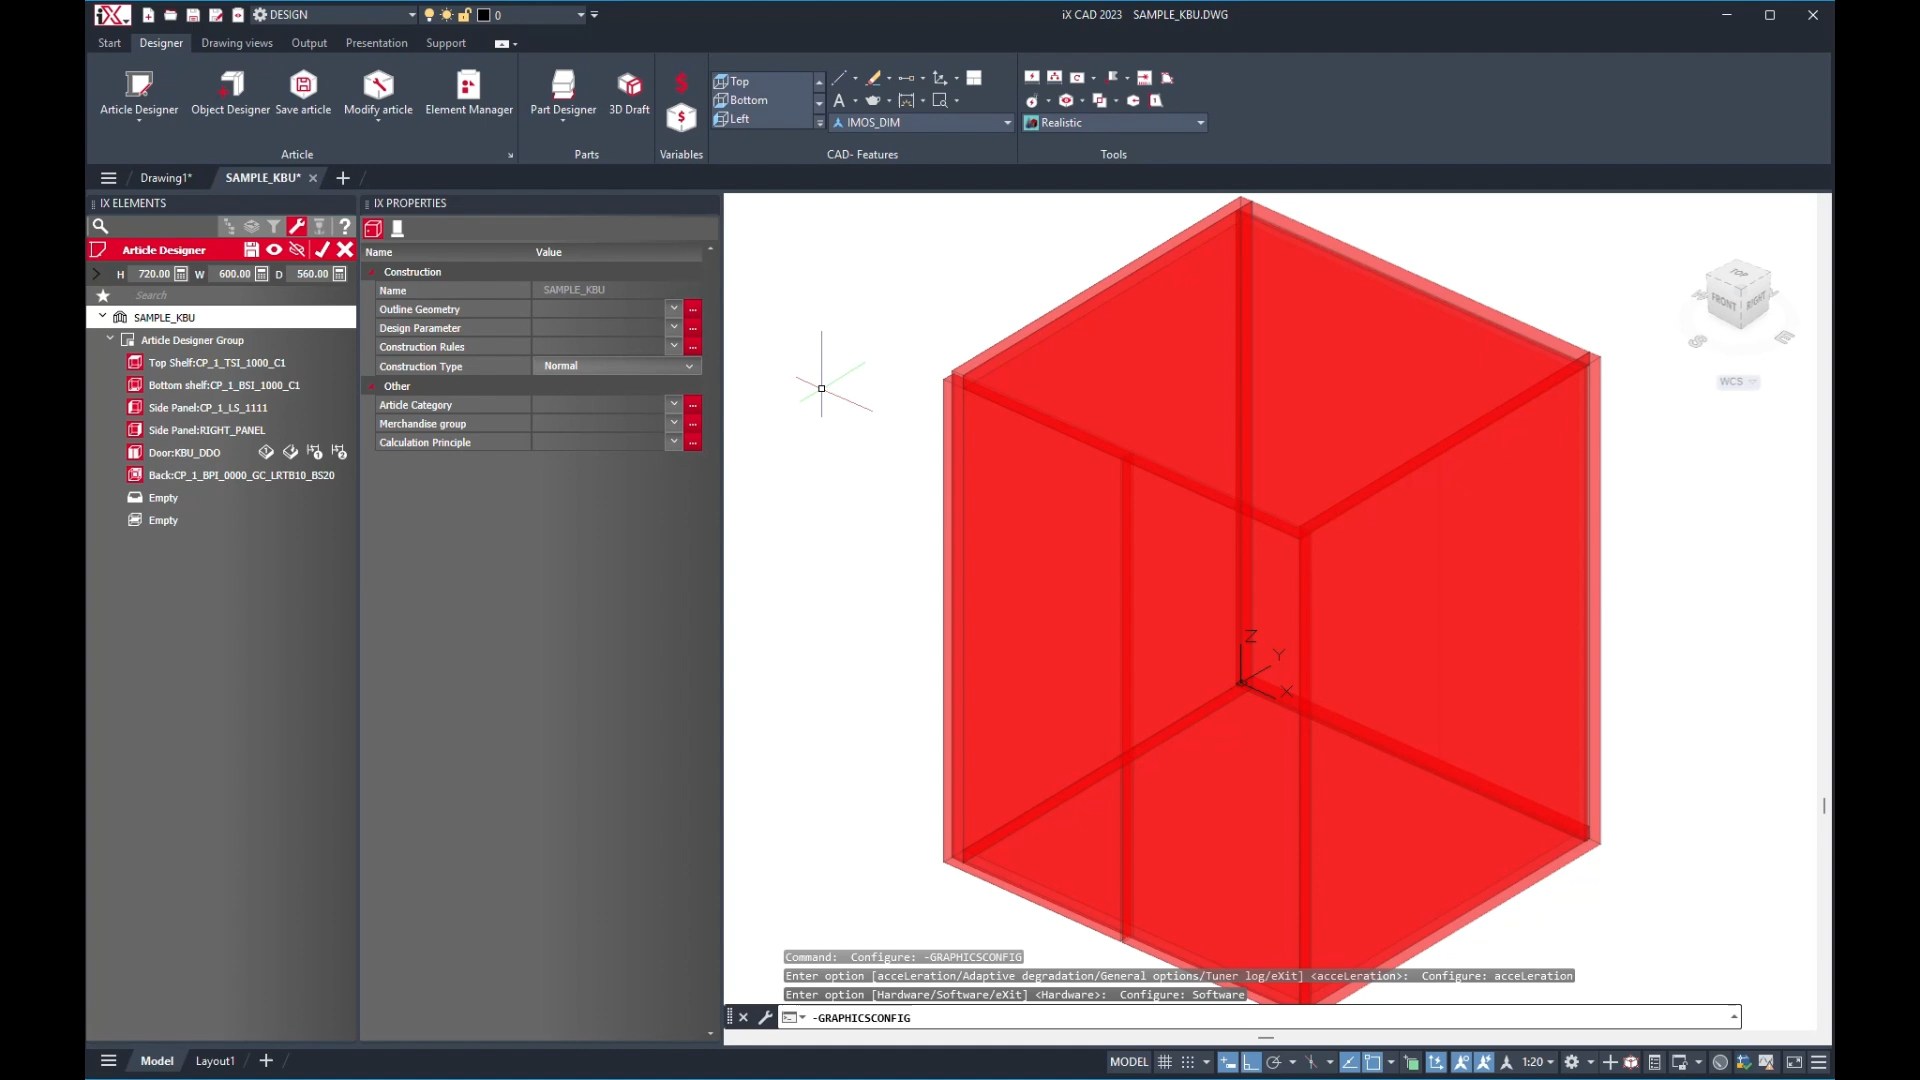 iX DESIGN 0 iX CAD 2023 SAMPLE_KBU.DWG
Start Designer Drawing views Output Presentation Support
Article Designer Object Designer Save article Modify article Element Manager Part Designer 3D Draft
Top
Bottom
Left
A IMOS_DIM Realistic
Article Parts Variables CAD- Features Tools
Drawing1* SAMPLE_KBU*
IX ELEMENTS
Article Designer
H 720.00 W 600.00 D 560.00
Search
SAMPLE_KBU
Article Designer Group
Top Shelf:CP_1_TSI_1000_C1
Bottom shelf:CP_1_BSI_1000_C1
Side Panel:CP_1_LS_1111
Side Panel:RIGHT_PANEL
Door:KBU_DDO
Back:CP_1_BPI_0000_GC_LRTB10_BS20
Empty
Empty
IX PROPERTIES
Name Value
Construction
Name SAMPLE_KBU
Outline Geometry
Design Parameter
Construction Rules
Construction Type Normal
Other
Article Category
Merchandise group
Calculation Principle
TOP
FRONT RIGHT
S E
WCS
Z
Y
X
Command: Configure: -GRAPHICSCONFIG
Enter option [acceLeration/Adaptive degradation/General options/Tuner log/eXit] <acceLeration>: Configure: acceLeration
Enter option [Hardware/Software/eXit] <Hardware>: Configure: Software
-GRAPHICSCONFIG
Model Layout1 MODEL 1:20